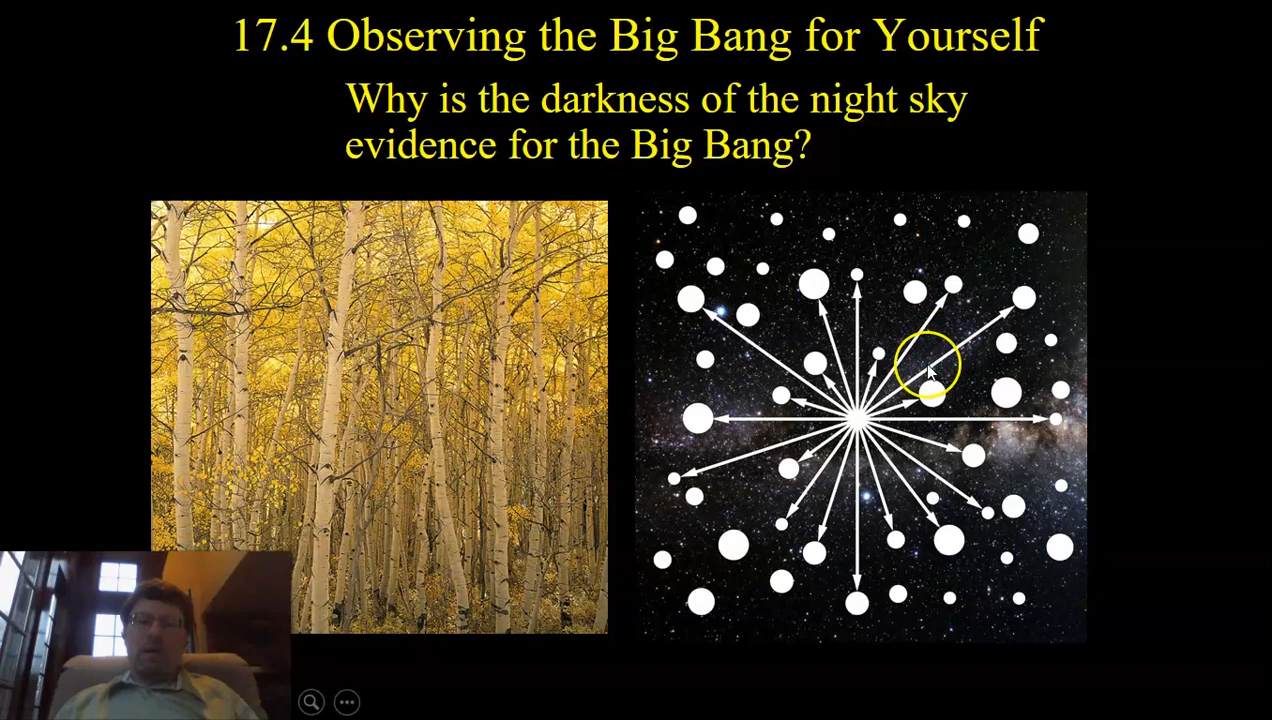 17.4 Observing the Big Bang for Yourself
Why is the darkness of the night sky
evidence for the Big Bang?